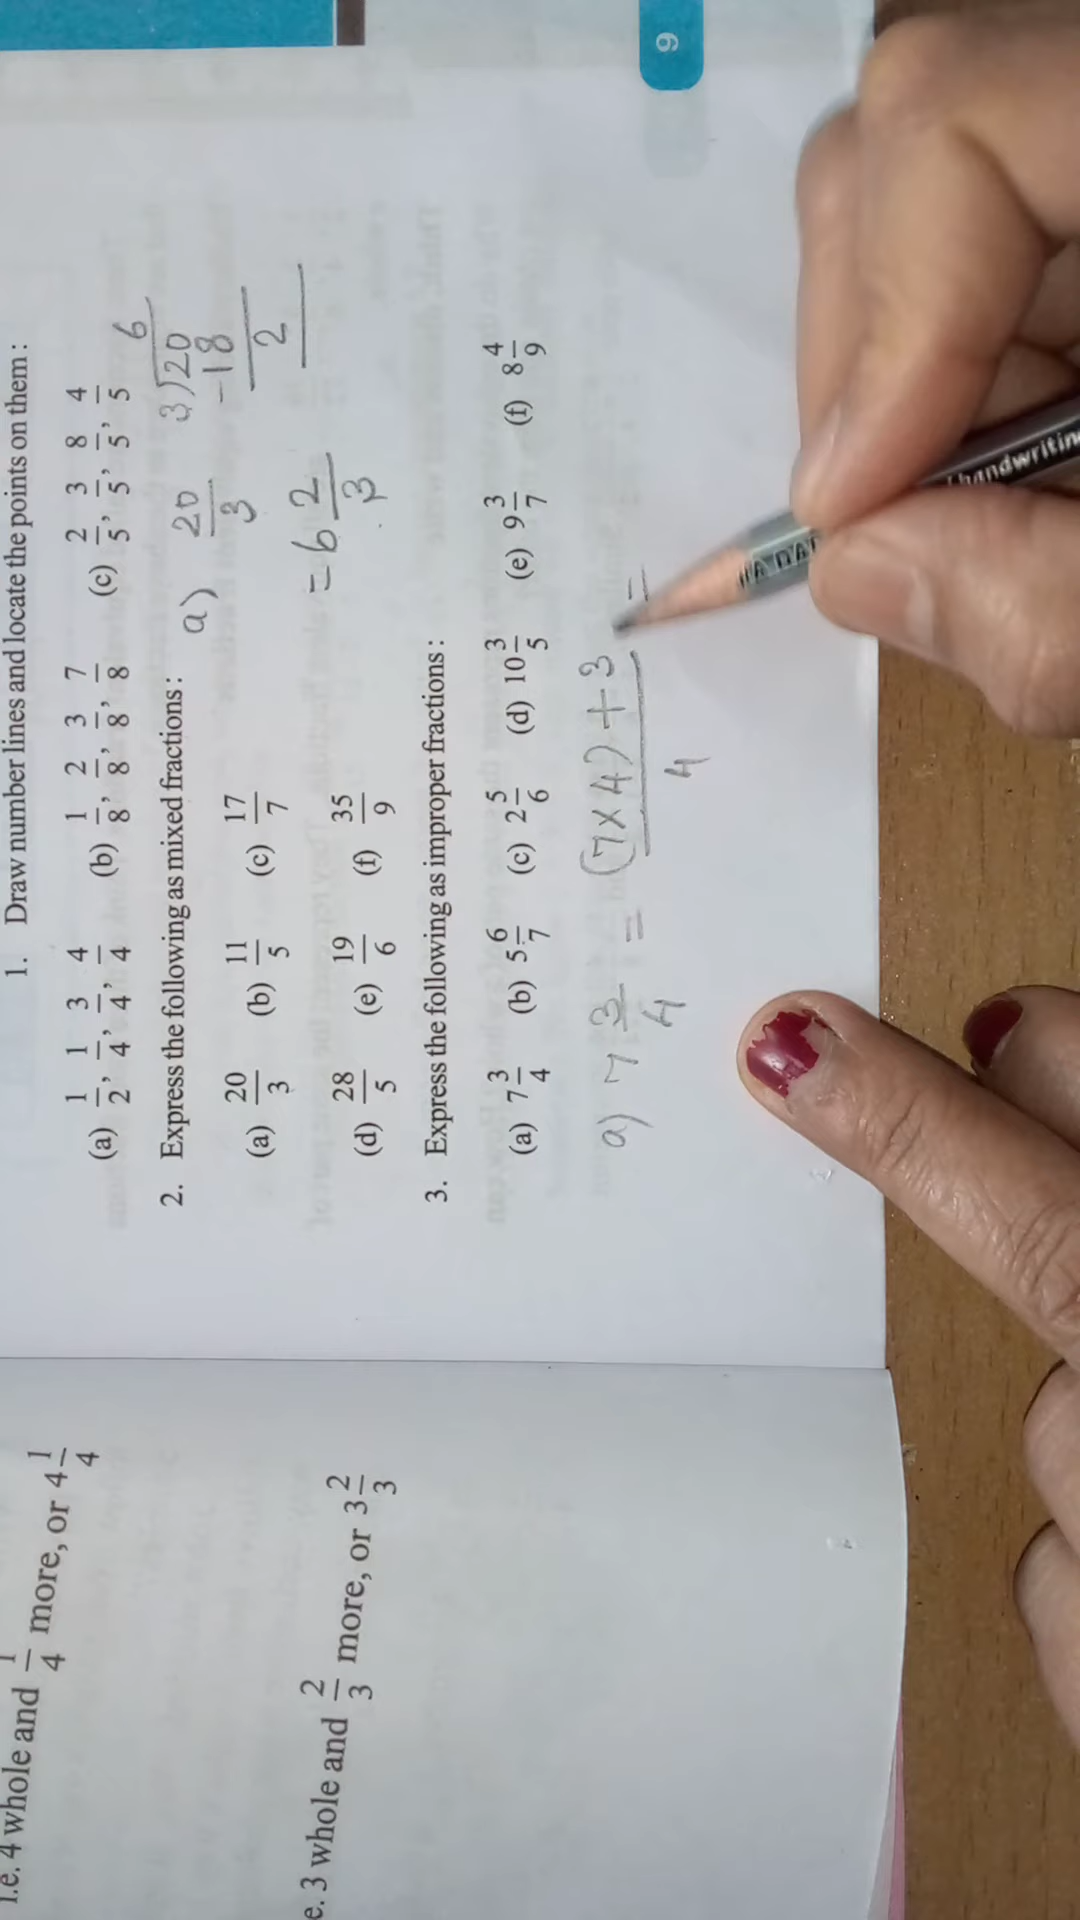 1. Draw number lines and locate the points on them :
(a) 1/2, 1/4, 3/4, 4/4 (b) 1/8, 2/8, 3/8, 7/8 (c) 2/5, 3/5, 8/5, 4/5
2. Express the following as mixed fractions :
(a) 20/3 (b) 11/5 (c) 17/7
(d) 28/5 (e) 19/6 (f) 35/9
a) 20/3
3)20
6
-18
2
= 6 2/3
3. Express the following as improper fractions :
(a) 7 3/4 (b) 5 6/7 (c) 2 5/6 (d) 10 3/5 (e) 9 3/7 (f) 8 4/9
a) 7 3/4 = (7×4)+3/4 =
9
i.e. 4 whole and 1/4 more, or 4 1/4
e. 3 whole and 2/3 more, or 3 2/3
handwritin